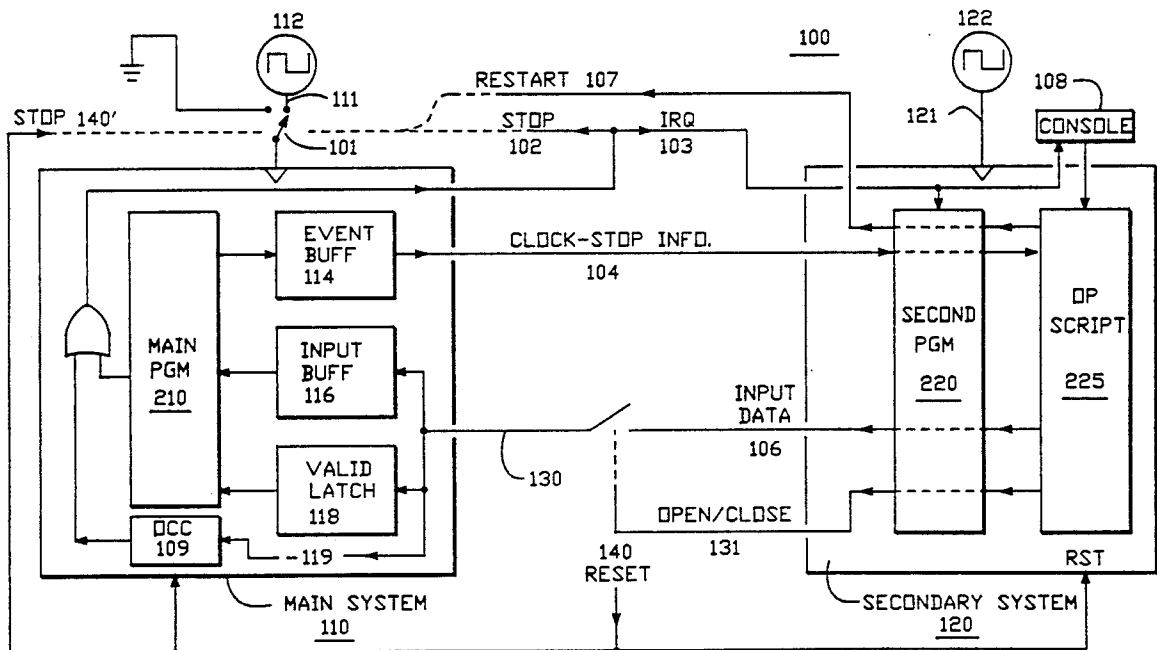 112
122
100
108
RESTART 107
111
121
CONSOLE
STOP 140'
101
STOP
102
IRQ
103
EVENT
BUFF
114
CLOCK-STOP INFO.
104
MAIN
PGM
210
INPUT
BUFF
116
SECOND
PGM
220
OP
SCRIPT
225
INPUT
DATA
106
130
VALID
LATCH
118
OPEN/CLOSE
131
OCC
109
119
140
RESET
RST
MAIN SYSTEM
110
SECONDARY SYSTEM
120